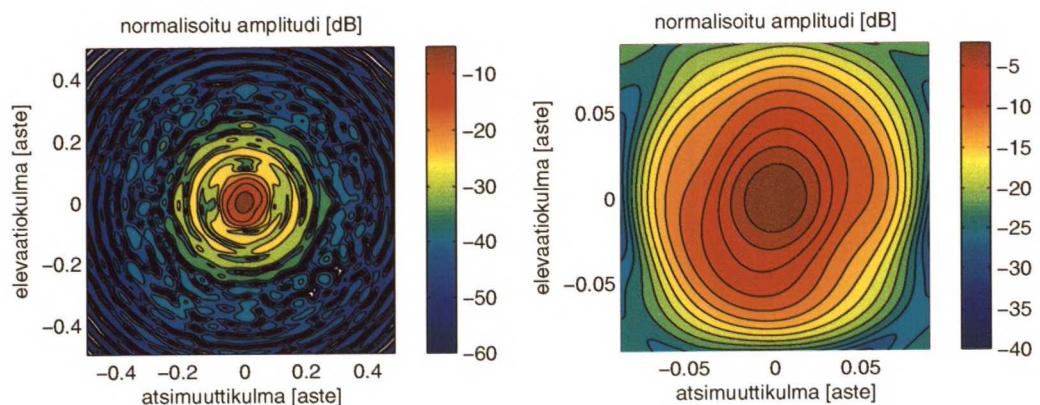 normalisoitu amplitudi [dB]
elevaatiokulma [aste]
0.4
0.2
0
−0.2
−0.4
−0.4 −0.2 0 0.2 0.4
atsimuuttikulma [aste]
−10
−20
−30
−40
−50
−60
normalisoitu amplitudi [dB]
elevaatiokulma [aste]
0.05
0
−0.05
−0.05 0 0.05
atsimuuttikulma [aste]
−5
−10
−15
−20
−25
−30
−35
−40